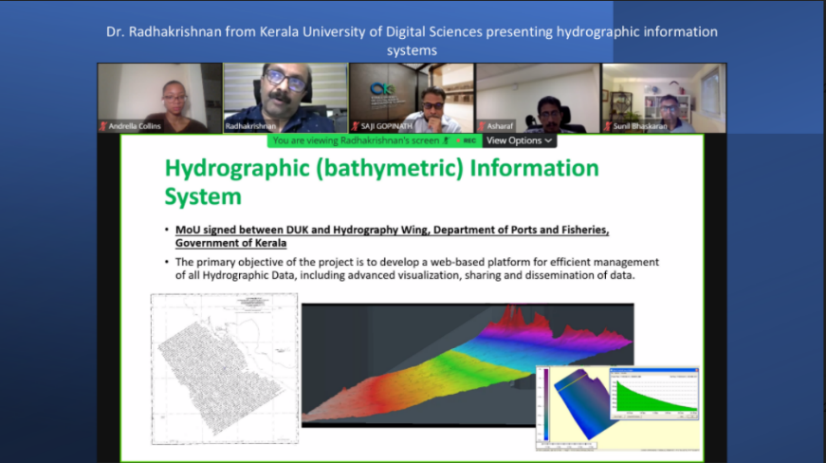 Dr. Radhakrishnan from Kerala University of Digital Sciences presenting hydrographic information
systems
Andrella Collins
Radhakrishnan
SAJI GOPINATH
Asharaf
Sunil Bhaskaran
You are viewing Radhakrishnan's screen
REC
View Options
Hydrographic (bathymetric) Information
System
• MoU signed between DUK and Hydrography Wing, Department of Ports and Fisheries,
Government of Kerala
• The primary objective of the project is to develop a web-based platform for efficient management
of all Hydrographic Data, including advanced visualization, sharing and dissemination of data.